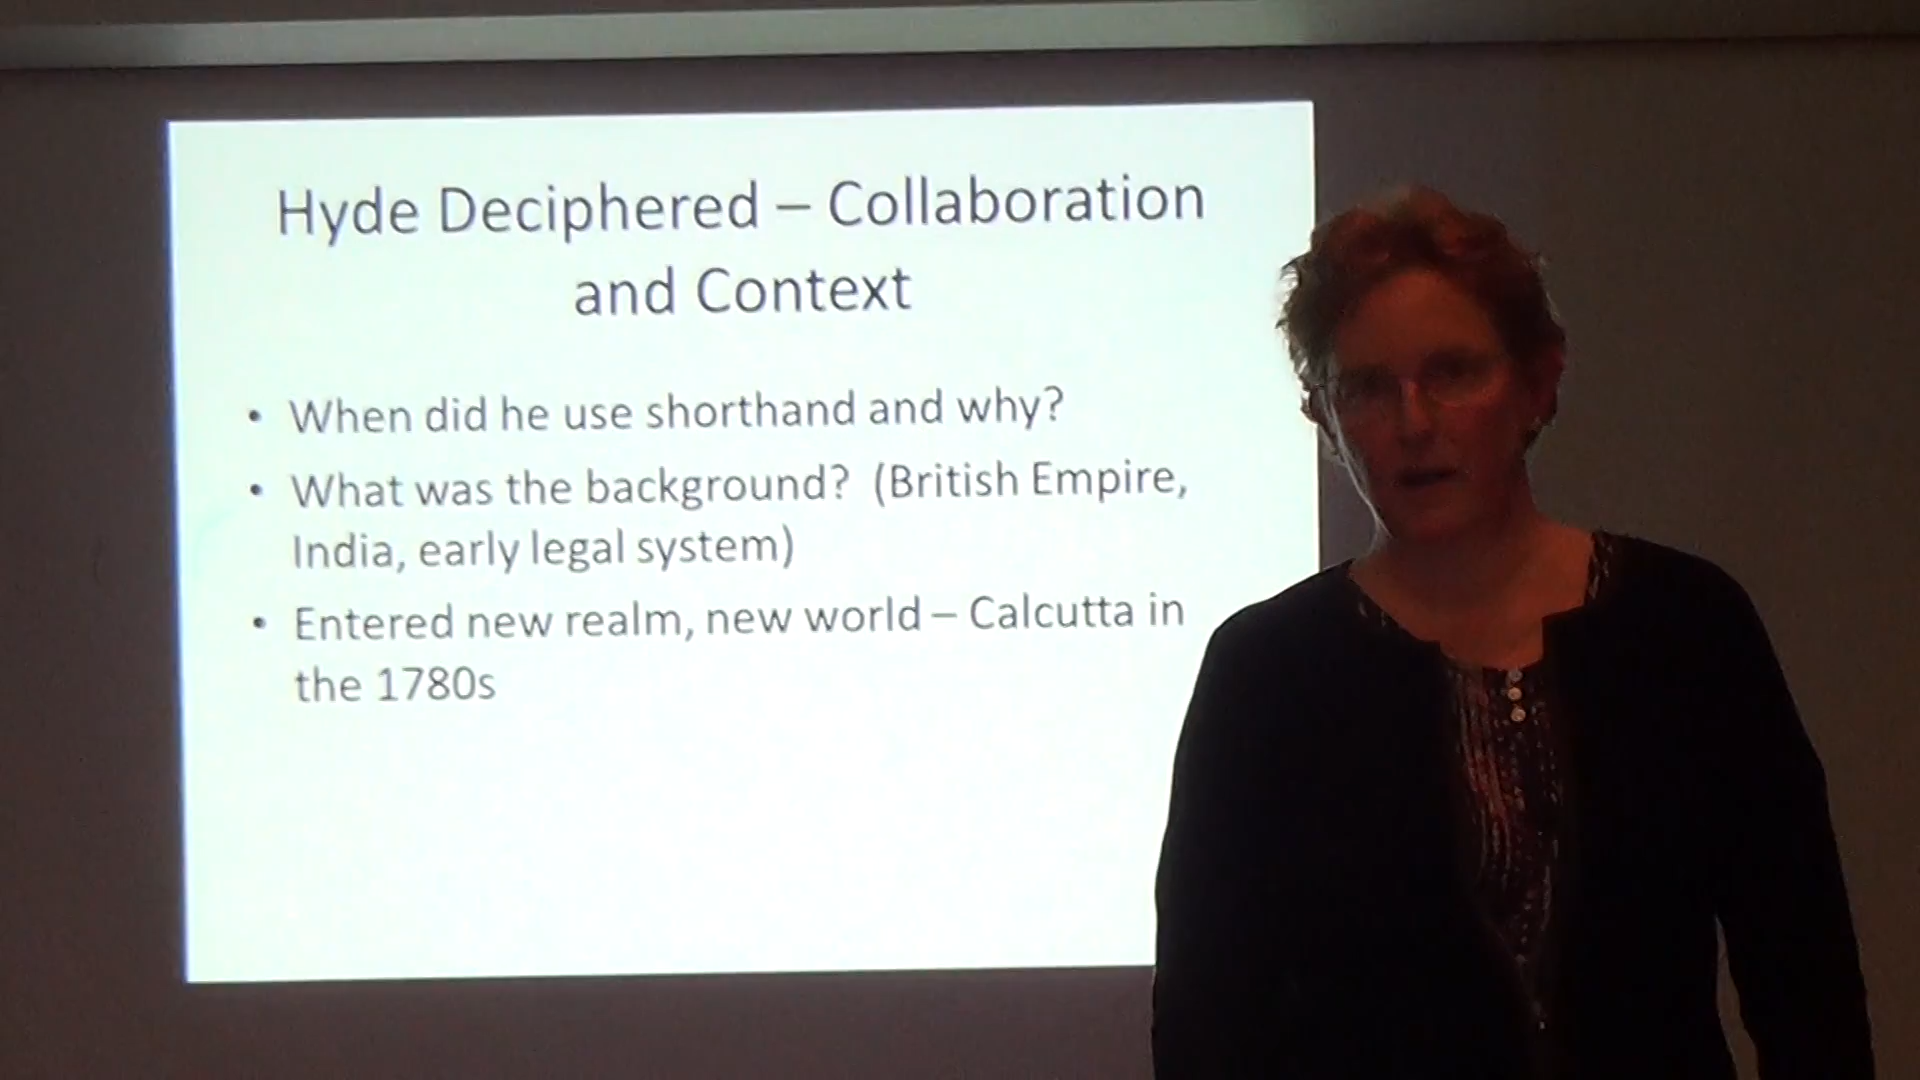 Hyde Deciphered – Collaboration
and Context
• When did he use shorthand and why?
• What was the background? (British Empire,
India, early legal system)
• Entered new realm, new world – Calcutta in
the 1780s